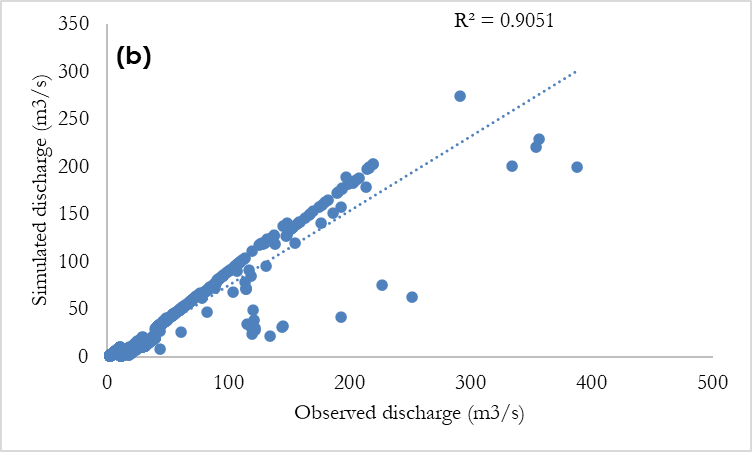 R² = 0.9051
(b)
350
300
250
200
150
100
50
0
Simulated discharge (m3/s)
0 100 200 300 400 500
Observed discharge (m3/s)